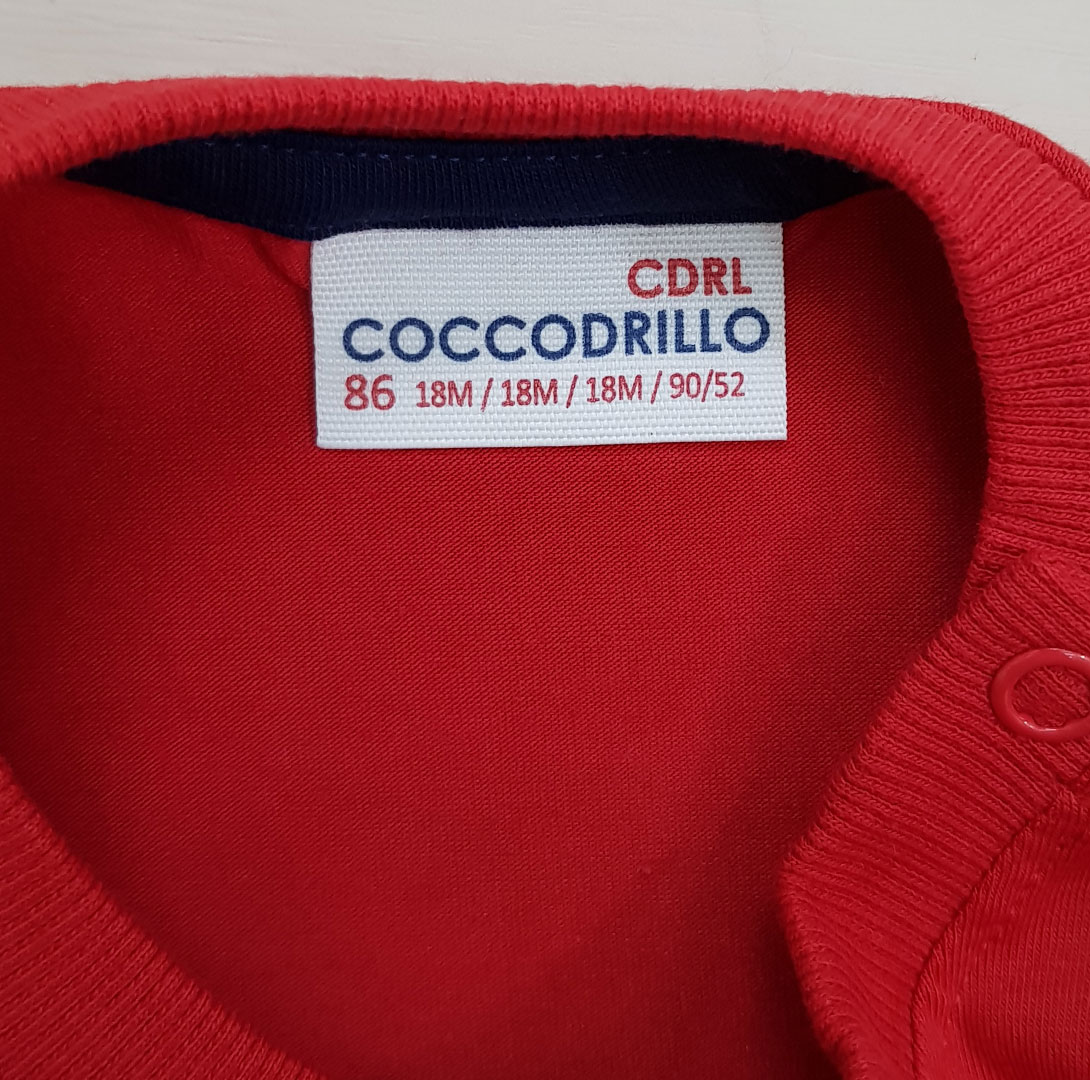 CDRL
COCCODRILLO
86 18M / 18M / 18M / 90/52